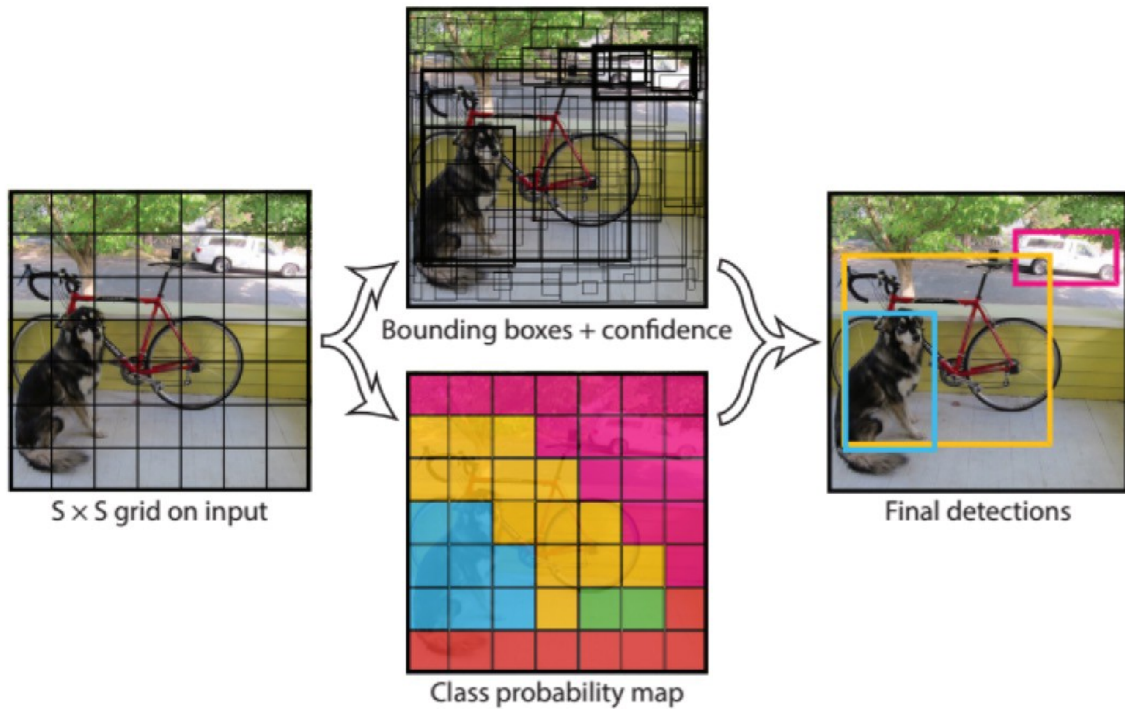 Bounding boxes + confidence
S × S grid on input
Final detections
Class probability map